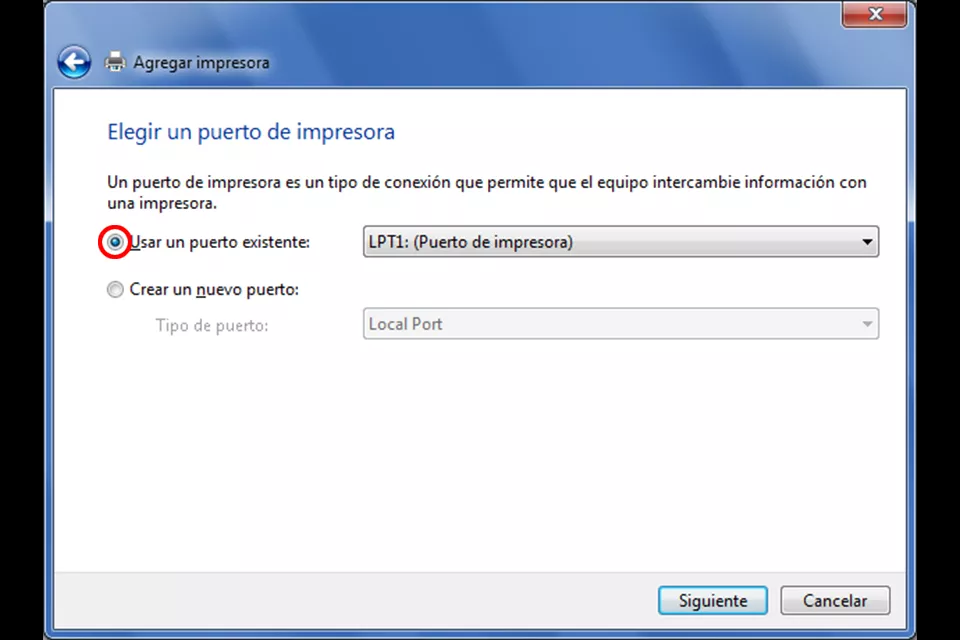 Agregar impresora
Elegir un puerto de impresora
Un puerto de impresora es un tipo de conexión que permite que el equipo intercambie información con
una impresora.
Usar un puerto existente: LPT1: (Puerto de impresora)
Crear un nuevo puerto:
Tipo de puerto: Local Port
Siguiente Cancelar